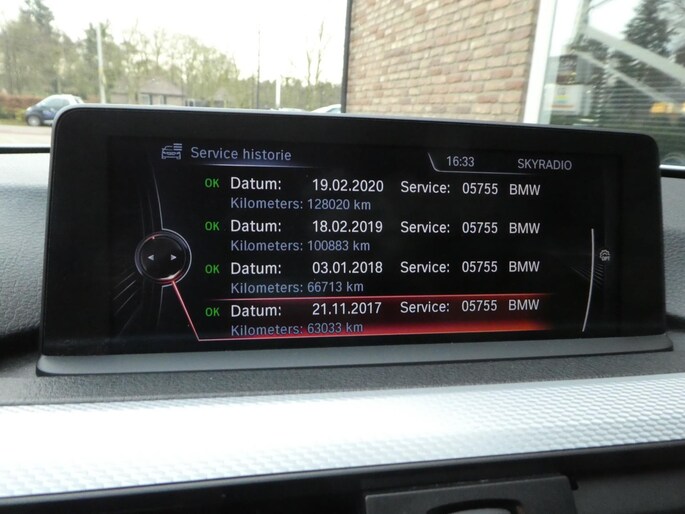 Service historie 16:33 SKYRADIO
OK Datum: 19.02.2020 Service: 05755 BMW
Kilometers: 128020 km
OK Datum: 18.02.2019 Service: 05755 BMW
Kilometers: 100883 km
OK Datum: 03.01.2018 Service: 05755 BMW
Kilometers: 66713 km
OK Datum: 21.11.2017 Service: 05755 BMW
Kilometers: 63033 km